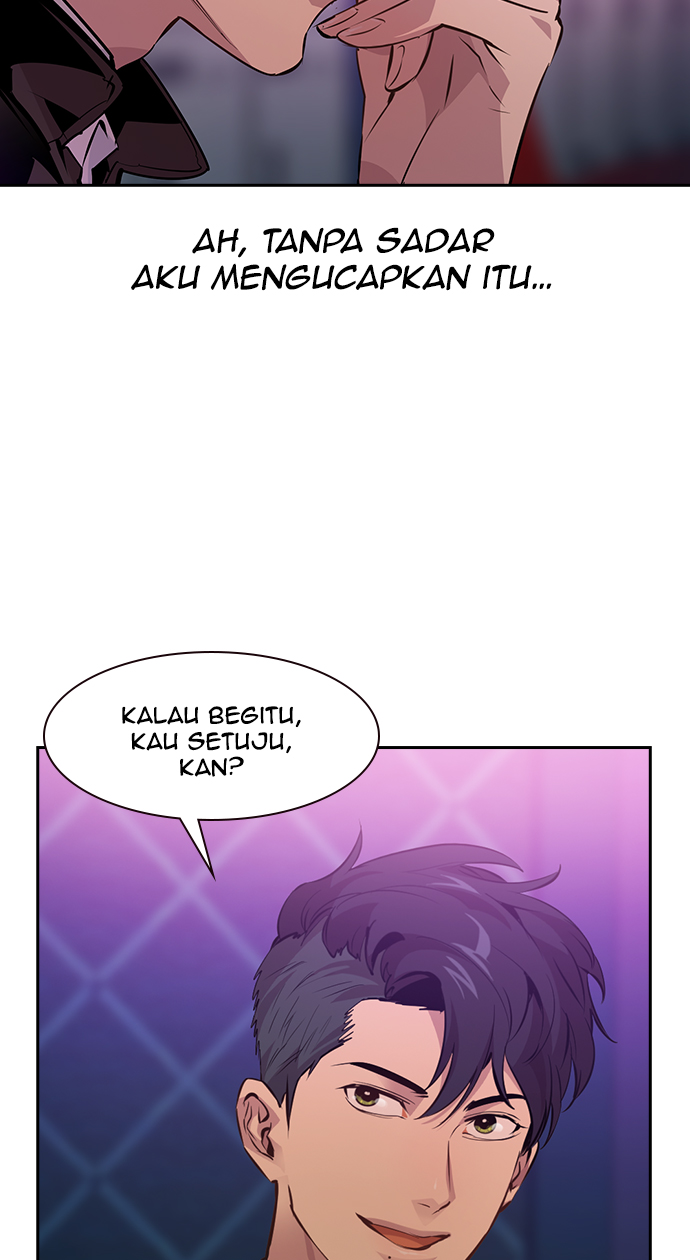 AH, TANPA SADAR
AKU MENGUCAPKAN ITU...
KALAU BEGITU,
KAU SETUJU,
KAN?